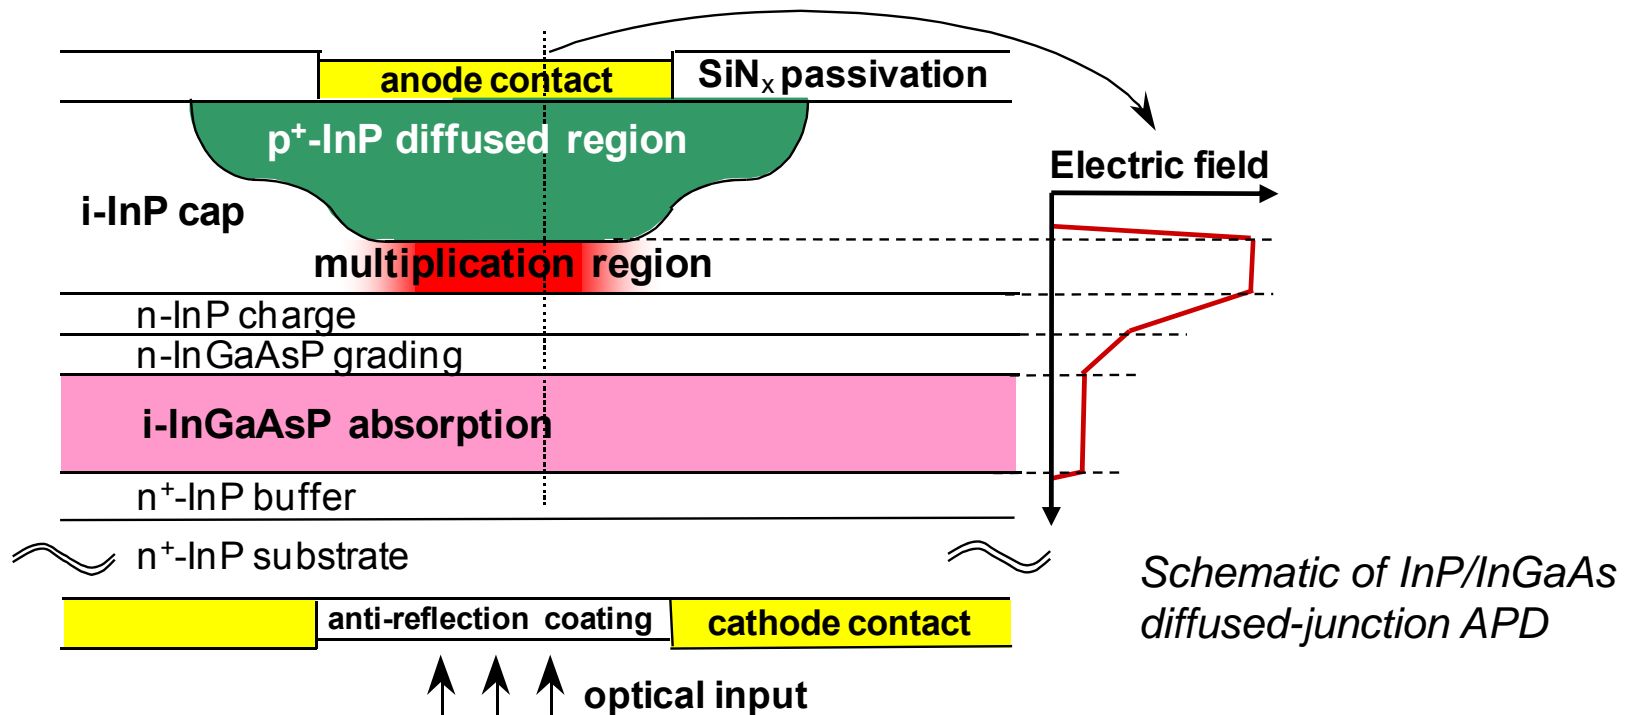 anode contact
SiNx passivation
p+-InP diffused region
Electric field
i-InP cap
multiplication region
n-InP charge
n-InGaAsP grading
i-InGaAsP absorption
n+-InP buffer
n+-InP substrate
Schematic of InP/InGaAs
diffused-junction APD
anti-reflection coating
cathode contact
optical input